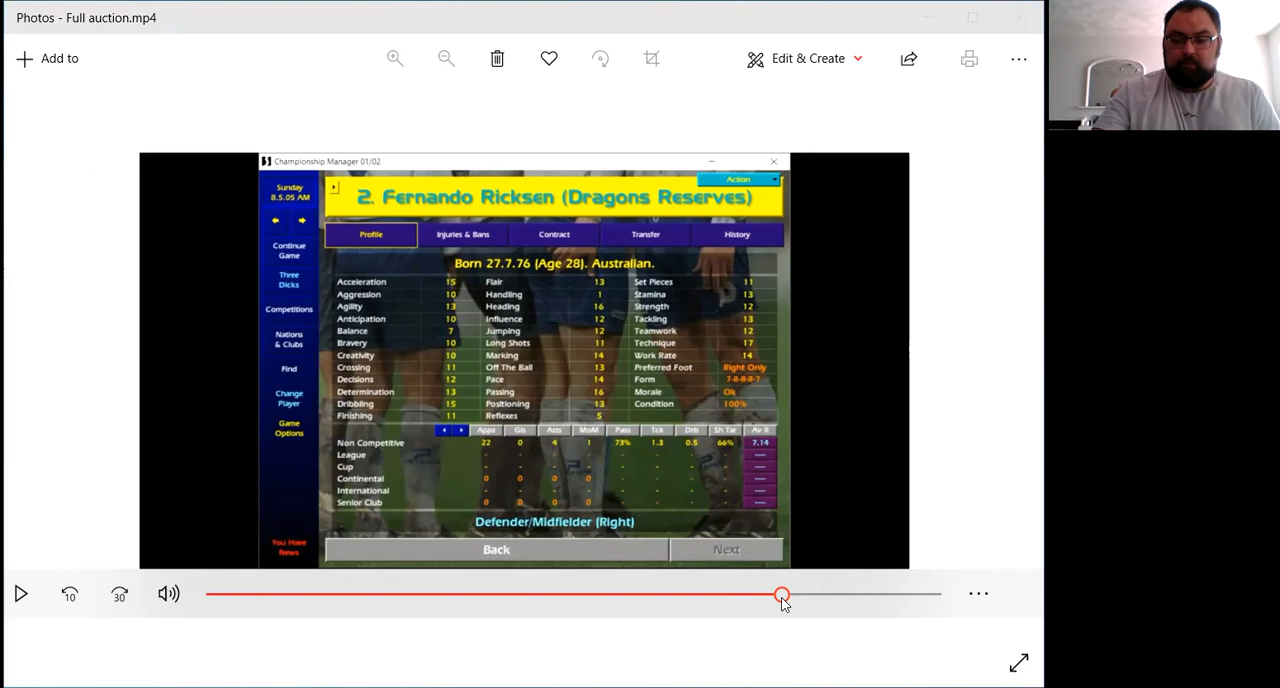 Photos - Full auction.mp4
Add to
Edit & Create
Championship Manager 01/02
Sunday
8.5.05 AM
Continue
Game
Three
Dicks
Competitions
Nations
& Clubs
Find
Change
Player
Game
Options
You Have
News
Action
2. Fernando Ricksen (Dragons Reserves)
Profile Injuries & Bans Contract Transfer History
Born 27.7.76 (Age 28). Australian.
Acceleration 15 Flair 13 Set Pieces 11
Aggression 10 Handling 1 Stamina 13
Agility 13 Heading 16 Strength 12
Anticipation 10 Influence 12 Tackling 13
Balance 7 Jumping 12 Teamwork 12
Bravery 10 Long Shots 11 Technique 17
Creativity 10 Marking 14 Work Rate 14
Crossing 11 Off The Ball 13 Preferred Foot Right Only
Decisions 12 Pace 14 Form 7-8-8-8-7
Determination 13 Passing 16 Morale Ok
Dribbling 15 Positioning 13 Condition 100%
Finishing 11 Reflexes 5
Apps Gls Asts MoM Pass Tck Drb Sh Tar Av R
Non Competitive 22 0 4 1 73% 1.3 0.5 66% 7.14
League - - - - - - - - ----
Cup - - - - - - - - ----
Continental 0 0 0 0 - - - - ----
International - - - - - - - - ----
Senior Club 0 0 0 0 - - - - ----
Defender/Midfielder (Right)
Back Next
10 30